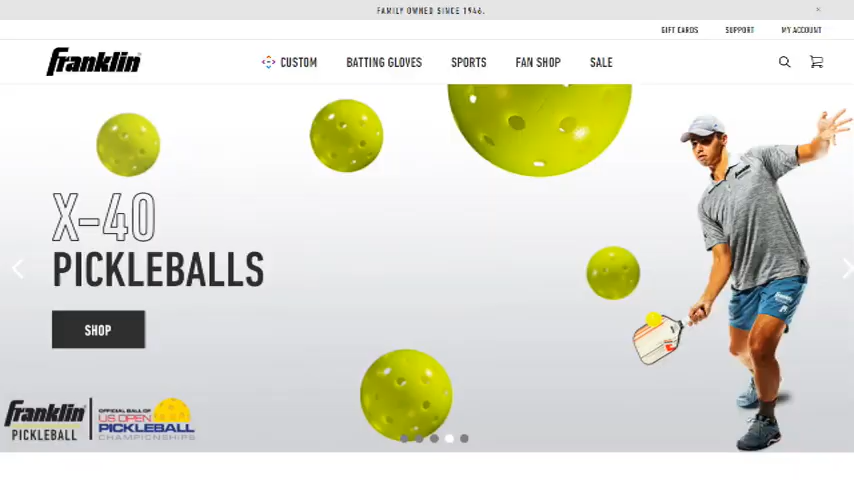 FAMILY OWNED SINCE 1946.
GIFT CARDS SUPPORT MY ACCOUNT
Franklin CUSTOM BATTING GLOVES SPORTS FAN SHOP SALE
X-40
PICKLEBALLS
SHOP
Franklin
PICKLEBALL
OFFICIAL BALL OF
US OPEN
PICKLEBALL
CHAMPIONSHIPS